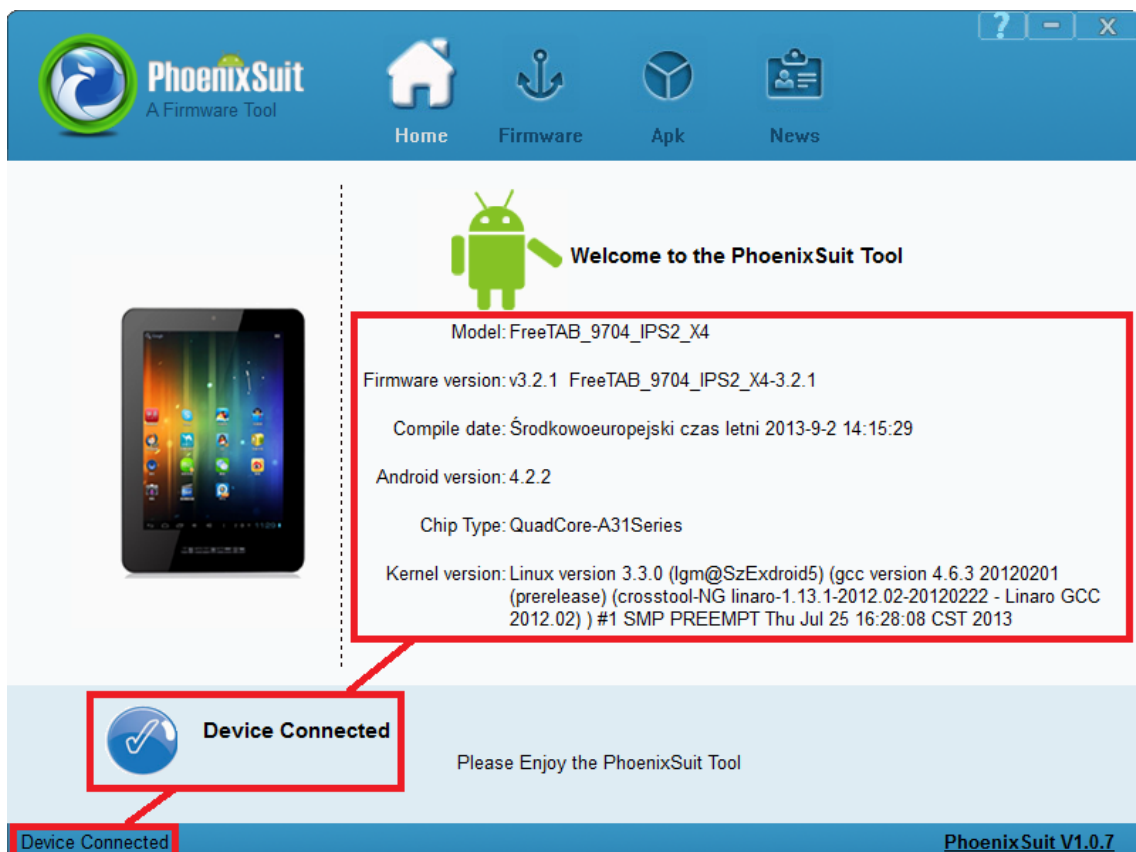 ? - X
PhoenixSuit
A Firmware Tool
Home Firmware Apk News
Welcome to the PhoenixSuit Tool
Model: FreeTAB_9704_IPS2_X4
Firmware version: v3.2.1 FreeTAB_9704_IPS2_X4-3.2.1
Compile date: Środkowoeuropejski czas letni 2013-9-2 14:15:29
Android version: 4.2.2
Chip Type: QuadCore-A31Series
Kernel version: Linux version 3.3.0 (lgm@SzExdroid5) (gcc version 4.6.3 20120201
(prerelease) (crosstool-NG linaro-1.13.1-2012.02-20120222 - Linaro GCC
2012.02) ) #1 SMP PREEMPT Thu Jul 25 16:28:08 CST 2013
Device Connected
Please Enjoy the PhoenixSuit Tool
Device Connected
PhoenixSuit V1.0.7